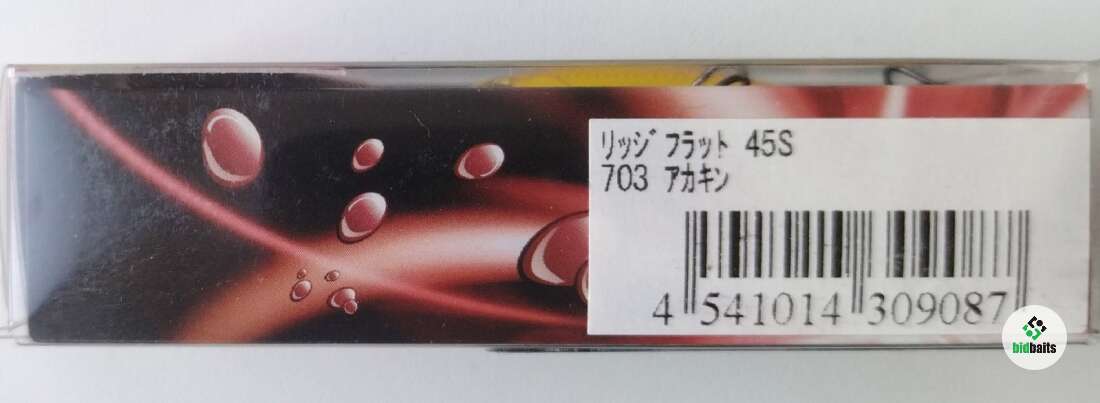 ﾘｯｼﾞ ﾌﾗｯﾄ 45S
703 ｱｶｷﾝ
4 541014 309087
bidbaits